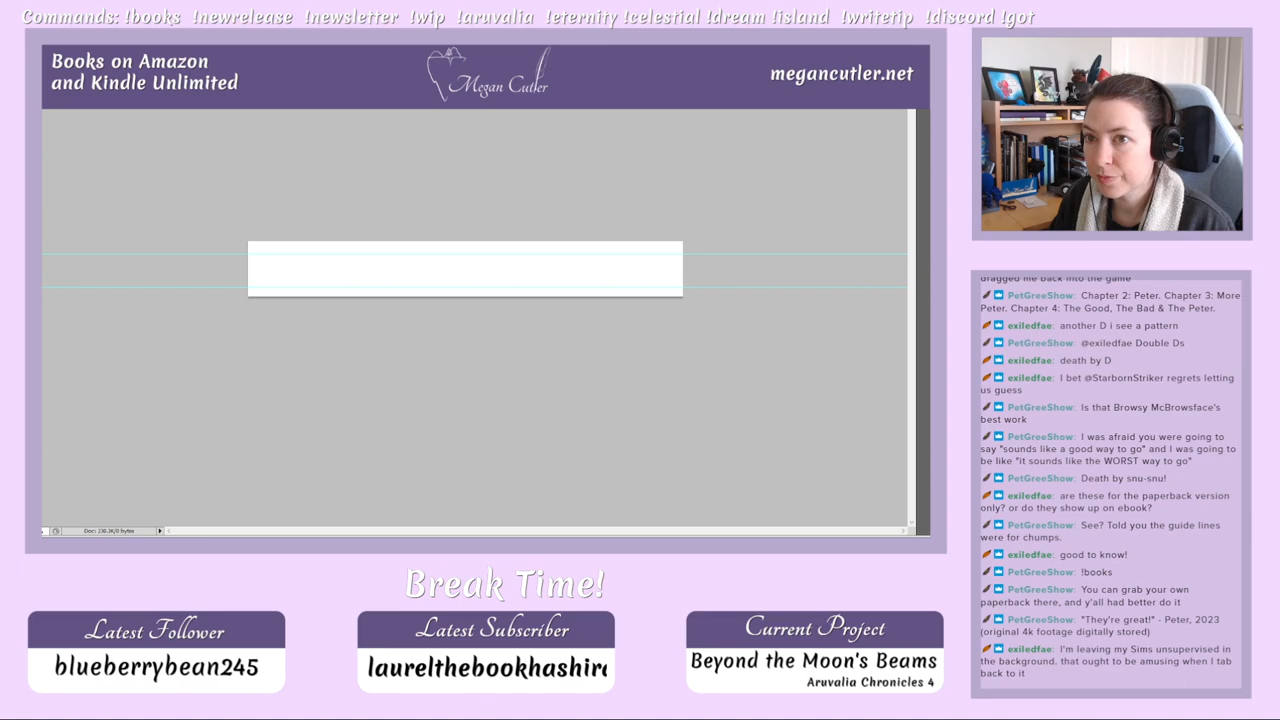 Commands: !books !newrelease !newsletter !wip !aruvalia !eternity !celestial !dream !island !writetip !discord !got
Books on Amazon
and Kindle Unlimited
Megan Cutler
megancutler.net
dragged me back into the game
PetGreeShow: Chapter 2: Peter. Chapter 3: More
Peter. Chapter 4: The Good, The Bad & The Peter.
exiledfae: another D i see a pattern
PetGreeShow: @exiledfae Double Ds
exiledfae: death by D
exiledfae: I bet @StarbornStriker regrets letting
us guess
PetGreeShow: Is that Browsy McBrowsface's
best work
PetGreeShow: I was afraid you were going to
say "sounds like a good way to go" and I was going to
be like "it sounds like the WORST way to go"
PetGreeShow: Death by snu-snu!
exiledfae: are these for the paperback version
only? or do they show up on ebook?
PetGreeShow: See? Told you the guide lines
were for chumps.
exiledfae: good to know!
PetGreeShow: !books
PetGreeShow: You can grab your own
paperback there, and y'all had better do it
PetGreeShow: "They're great!" - Peter, 2023
(original 4k footage digitally stored)
exiledfae: I'm leaving my Sims unsupervised in
the background. that ought to be amusing when I tab
back to it
Doc: 230.3K/0 bytes
Break Time!
Latest Follower
blueberrybean245
Latest Subscriber
laurelthebookhashira
Current Project
Beyond the Moon's Beams
Aruvalia Chronicles 4